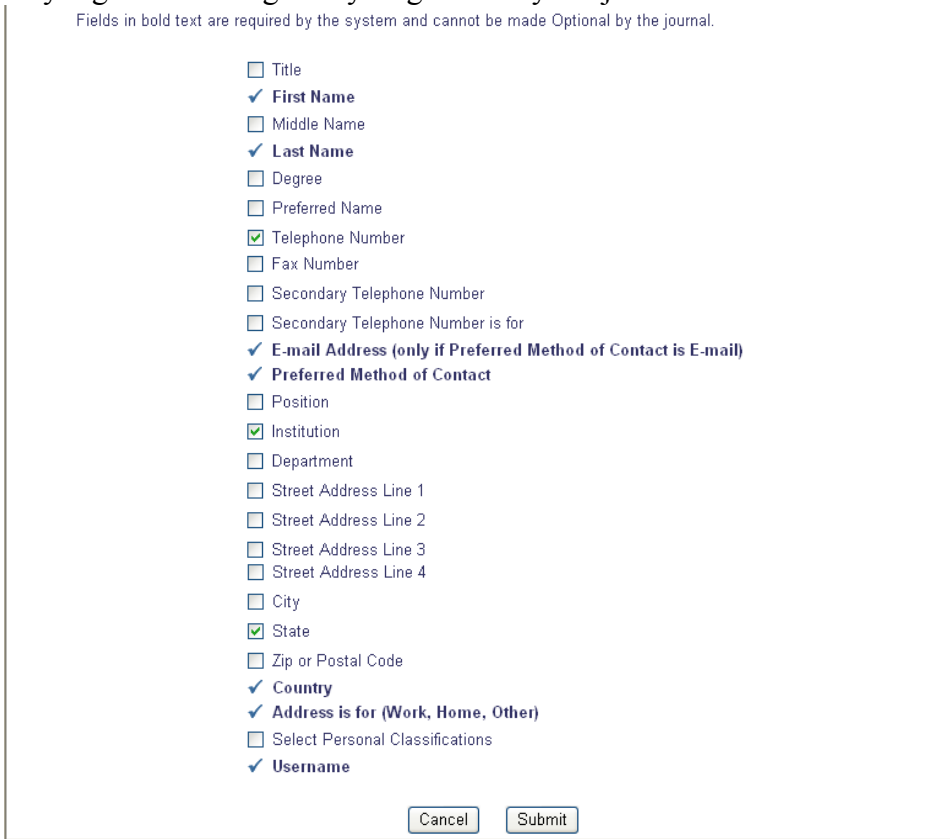 Fields in bold text are required by the system and cannot be made Optional by the journal.
Title
First Name
Middle Name
Last Name
Degree
Preferred Name
Telephone Number
Fax Number
Secondary Telephone Number
Secondary Telephone Number is for
E-mail Address (only if Preferred Method of Contact is E-mail)
Preferred Method of Contact
Position
Institution
Department
Street Address Line 1
Street Address Line 2
Street Address Line 3
Street Address Line 4
City
State
Zip or Postal Code
Country
Address is for (Work, Home, Other)
Select Personal Classifications
Username
Cancel Submit